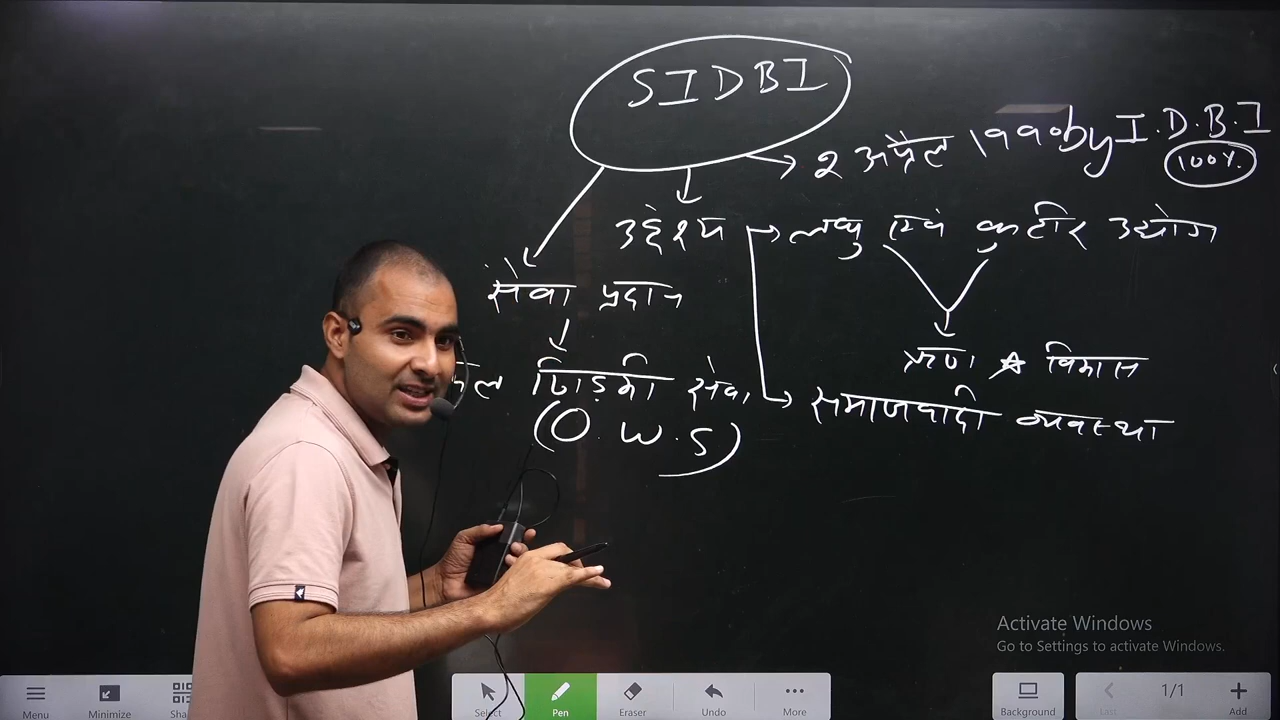 SIDBI
→ २ अप्रैल 1990 by I.D.B.I
100%.
उद्देश्य → लघु एवं कुटीर उद्योग
सेवा प्रदान
ऋण विकास
खिड़की सेवा
→ समाजवादी व्यवस्था
(O.W.S)
Activate Windows
Go to Settings to activate Windows.
Menu Minimize Select Pen Eraser Undo More Background 1/1 Add